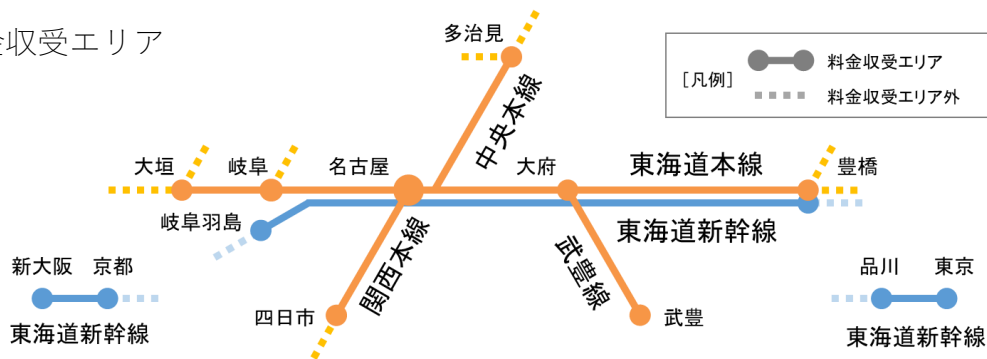 金収受エリア
[凡例]
料金収受エリア
料金収受エリア外
多治見
中央本線
大垣
岐阜
名古屋
大府
東海道本線
豊橋
岐阜羽島
東海道新幹線
関西本線
武豊線
四日市
武豊
新大阪 京都
東海道新幹線
品川 東京
東海道新幹線